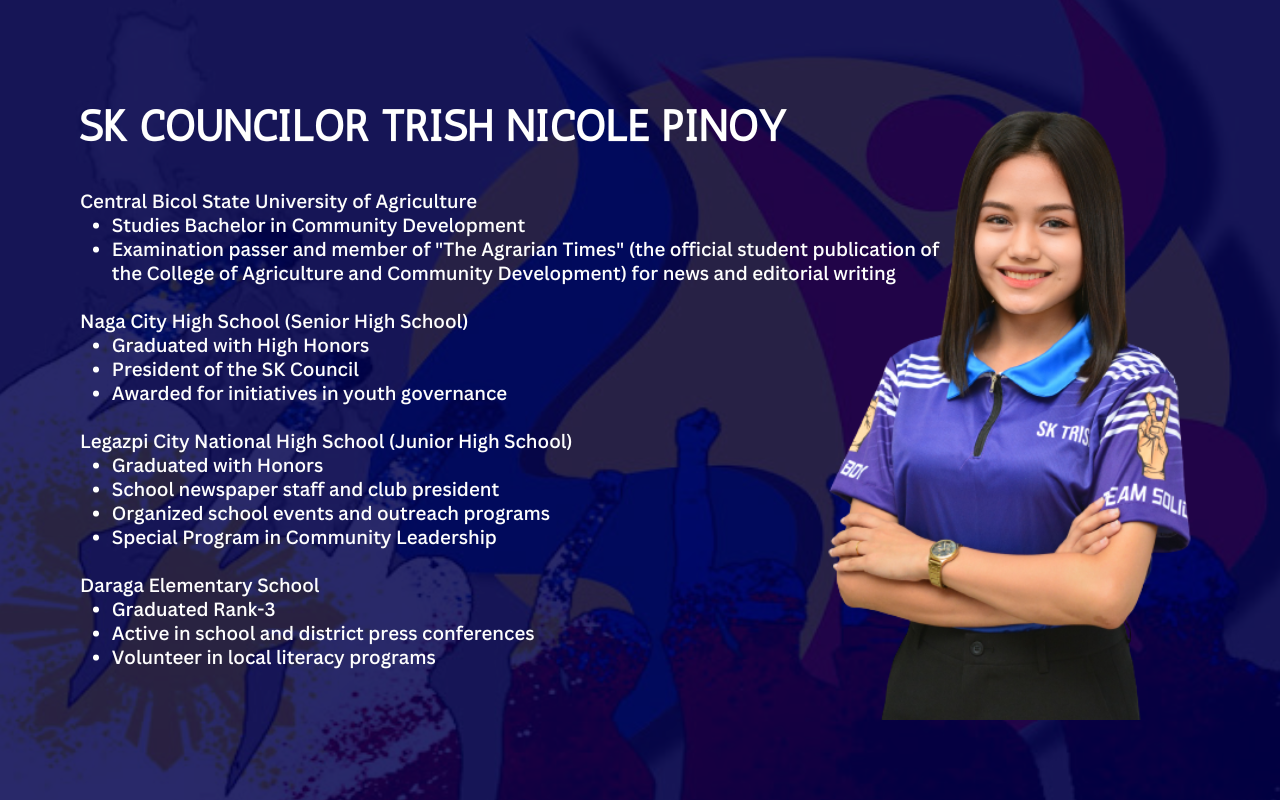 SK COUNCILOR TRISH NICOLE PINOY
Central Bicol State University of Agriculture
• Studies Bachelor in Community Development
• Examination passer and member of "The Agrarian Times" (the official student publication of
the College of Agriculture and Community Development) for news and editorial writing
Naga City High School (Senior High School)
• Graduated with High Honors
• President of the SK Council
• Awarded for initiatives in youth governance
Legazpi City National High School (Junior High School)
• Graduated with Honors
• School newspaper staff and club president
• Organized school events and outreach programs
• Special Program in Community Leadership
Daraga Elementary School
• Graduated Rank-3
• Active in school and district press conferences
• Volunteer in local literacy programs
SK TRIS
BOY
EAM SOLID